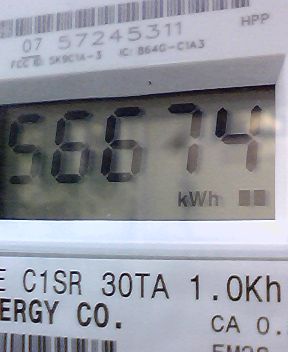 HPP
07 57245311
FCC ID: SK9C1A-3 IC: 864G-C1A3
56674
kWh
E C1SR 30TA 1.0Kh
ERGY CO.
CA 0.